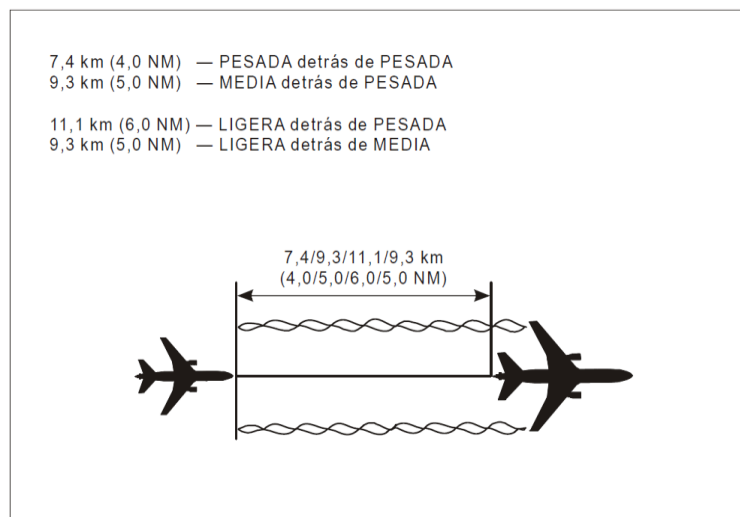 7,4 km (4,0 NM) — PESADA detrás de PESADA
9,3 km (5,0 NM) — MEDIA detrás de PESADA
11,1 km (6,0 NM) — LIGERA detrás de PESADA
9,3 km (5,0 NM) — LIGERA detrás de MEDIA
7,4/9,3/11,1/9,3 km
(4,0/5,0/6,0/5,0 NM)